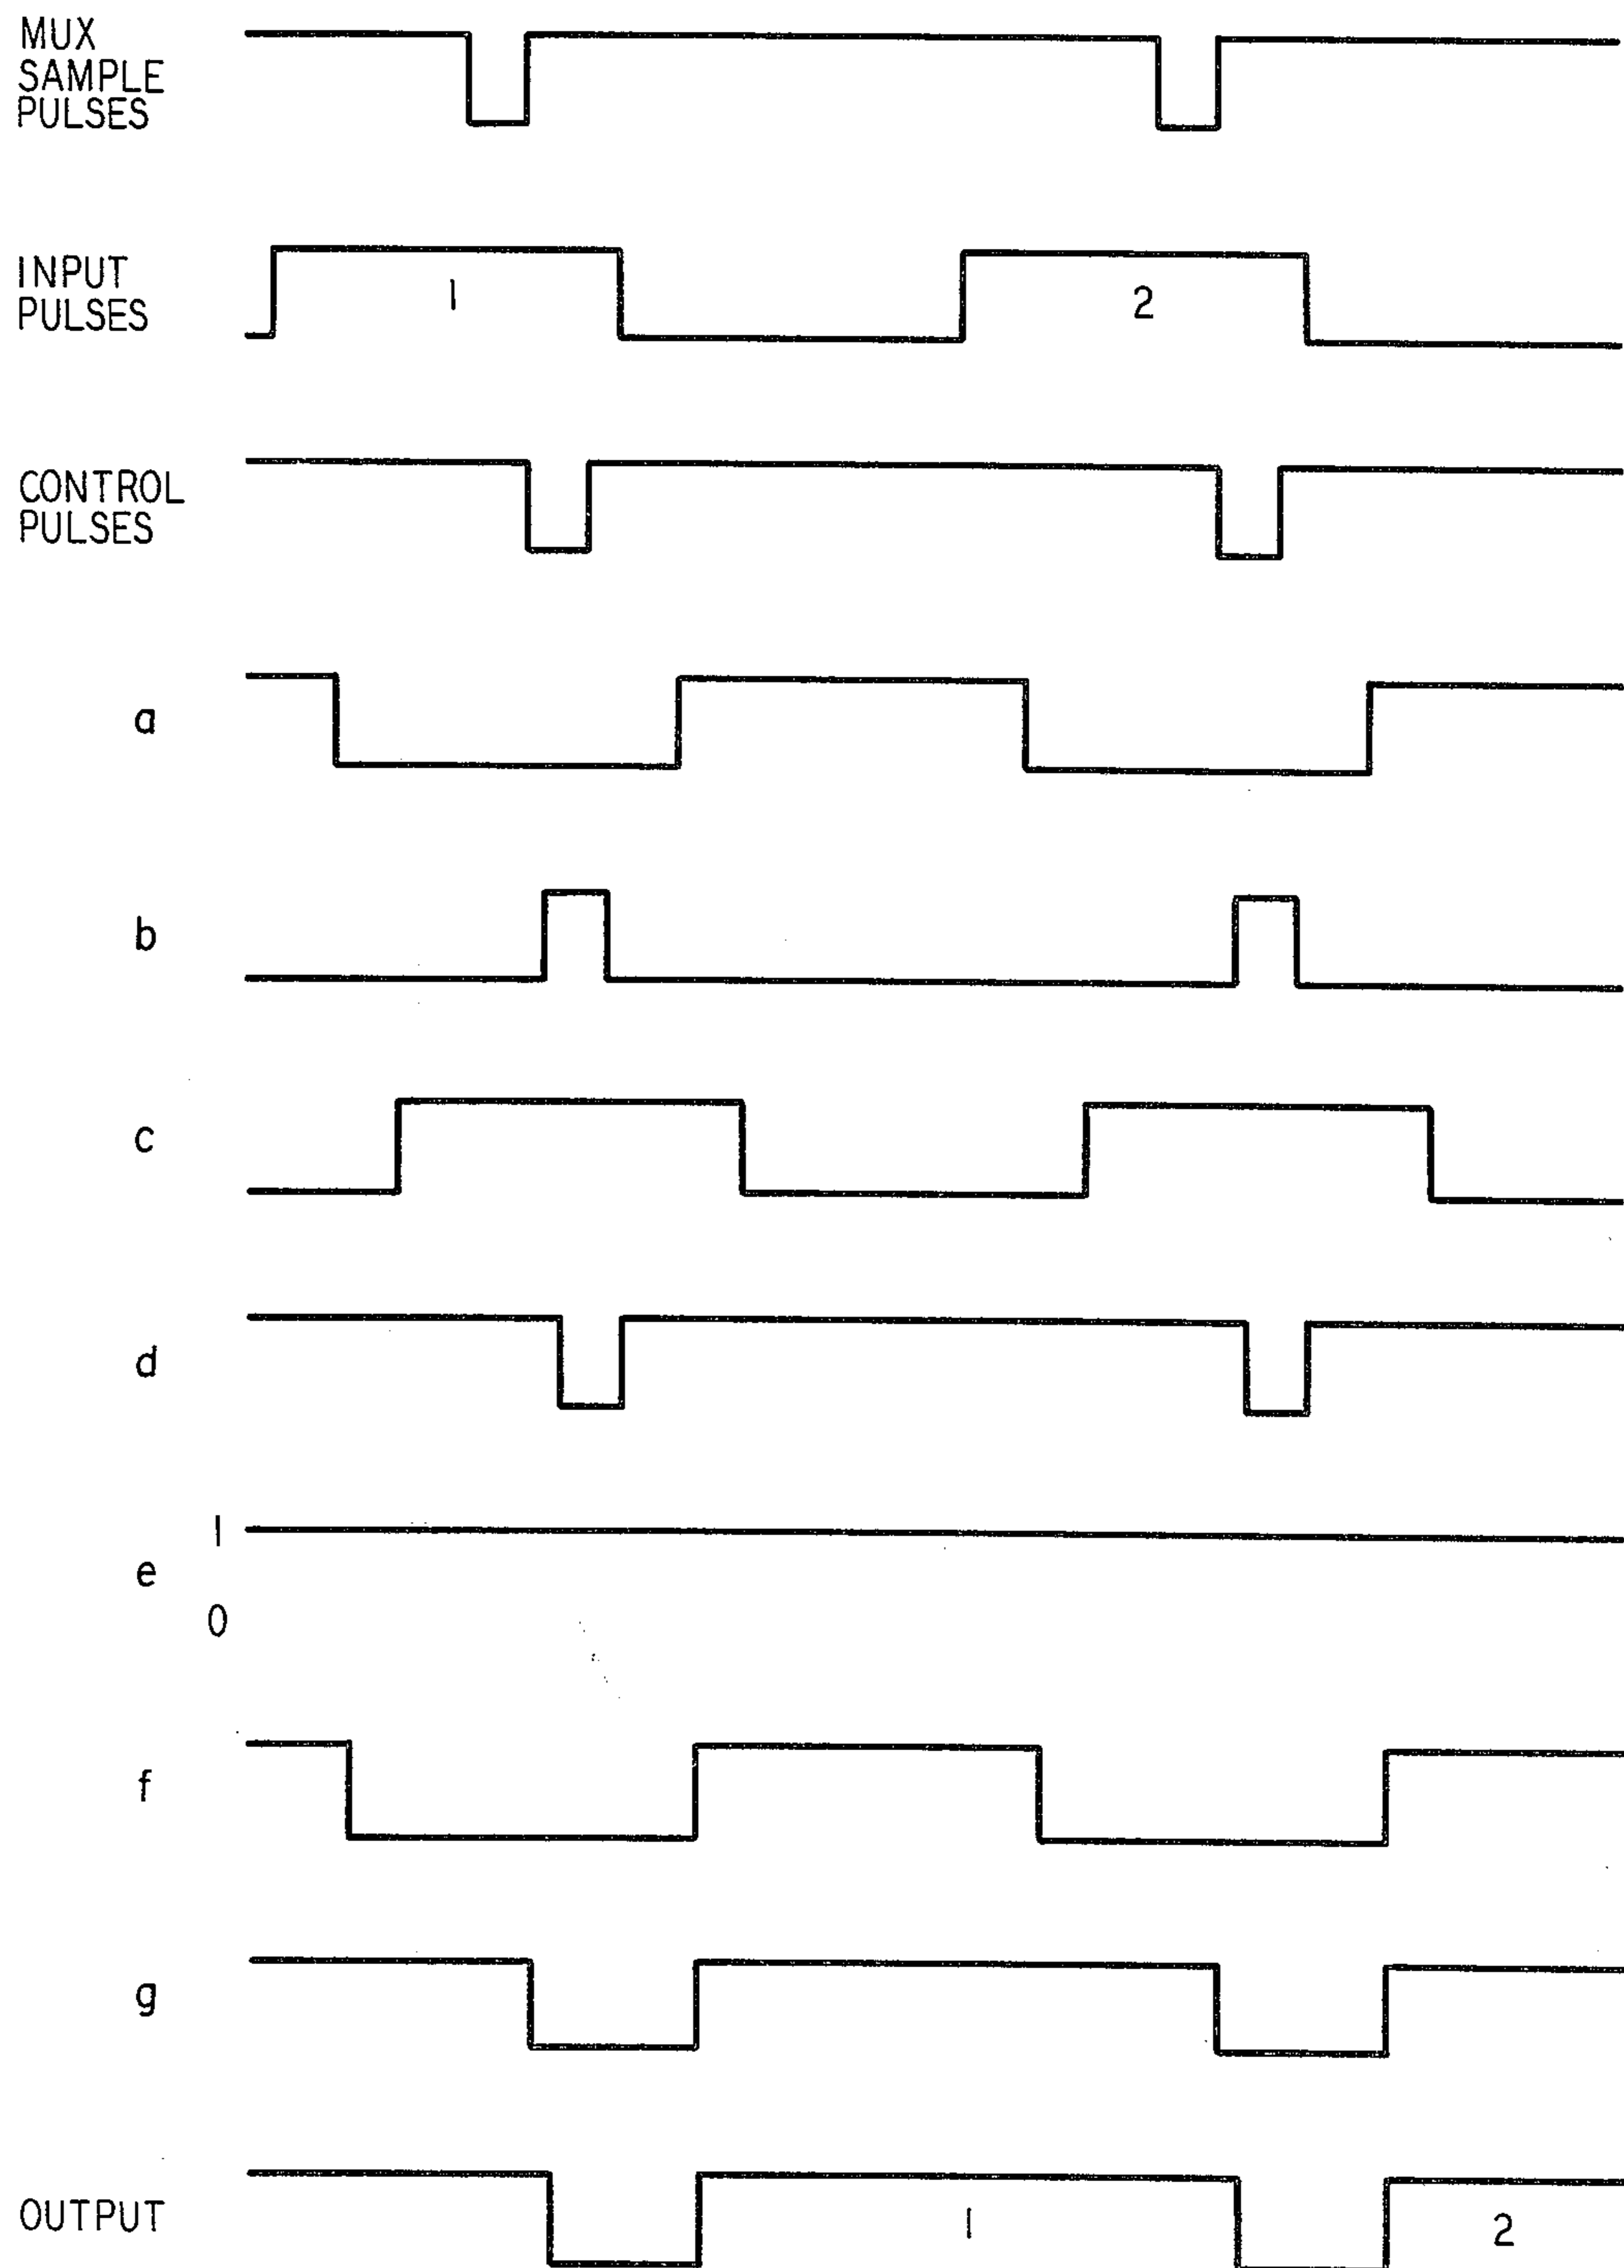 MUX
SAMPLE
PULSES
INPUT
PULSES
1
2
CONTROL
PULSES
a
b
c
d
1
e
0
f
g
OUTPUT
1
2